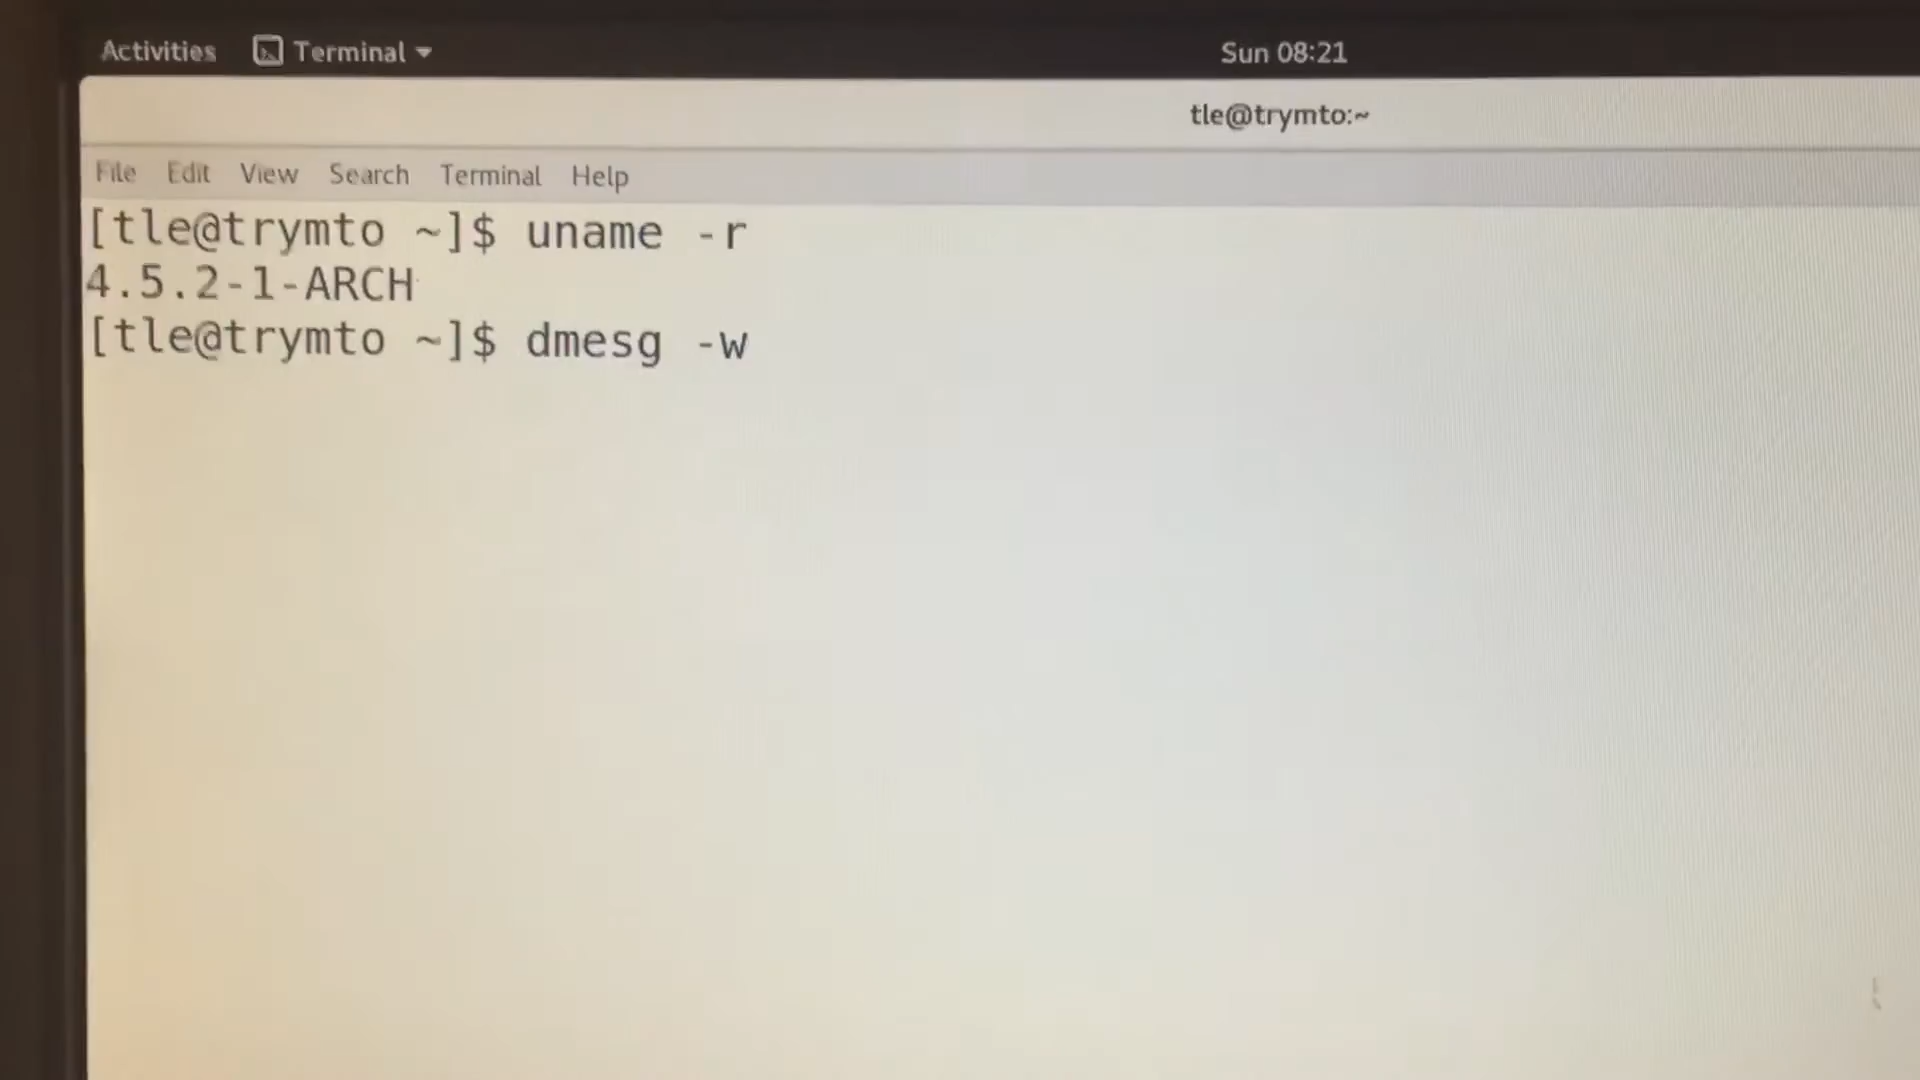 Activities Terminal Sun 08:21
tle@trymto:~
File Edit View Search Terminal Help
[tle@trymto ~]$ uname -r
4.5.2-1-ARCH
[tle@trymto ~]$ dmesg -w